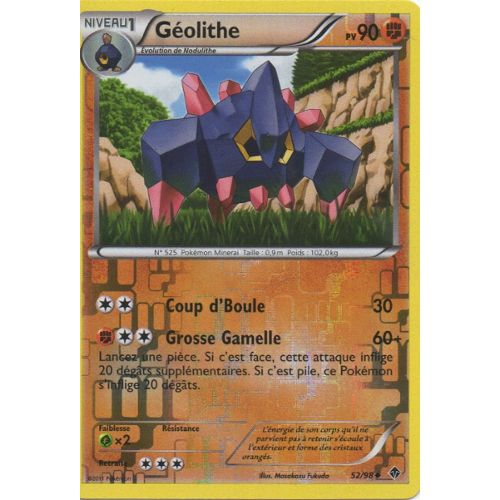 NIVEAU 1
Géolithe
PV 90
Évolution de Nodulithe
N° 525 Pokémon Minerai Taille : 0,9 m Poids : 102,0 kg
Coup d'Boule 30
Grosse Gamelle 60+
Lancez une pièce. Si c'est face, cette attaque inflige
20 dégâts supplémentaires. Si c'est pile, ce Pokémon
s'inflige 20 dégâts.
Faiblesse Résistance
×2
Retraite
L'énergie de son corps qu'il ne
parvient pas à retenir s'écoule à
l'extérieur et forme des cristaux
orange.
©2011 Pokémon
Illus. Masakazu Fukuda
52/98